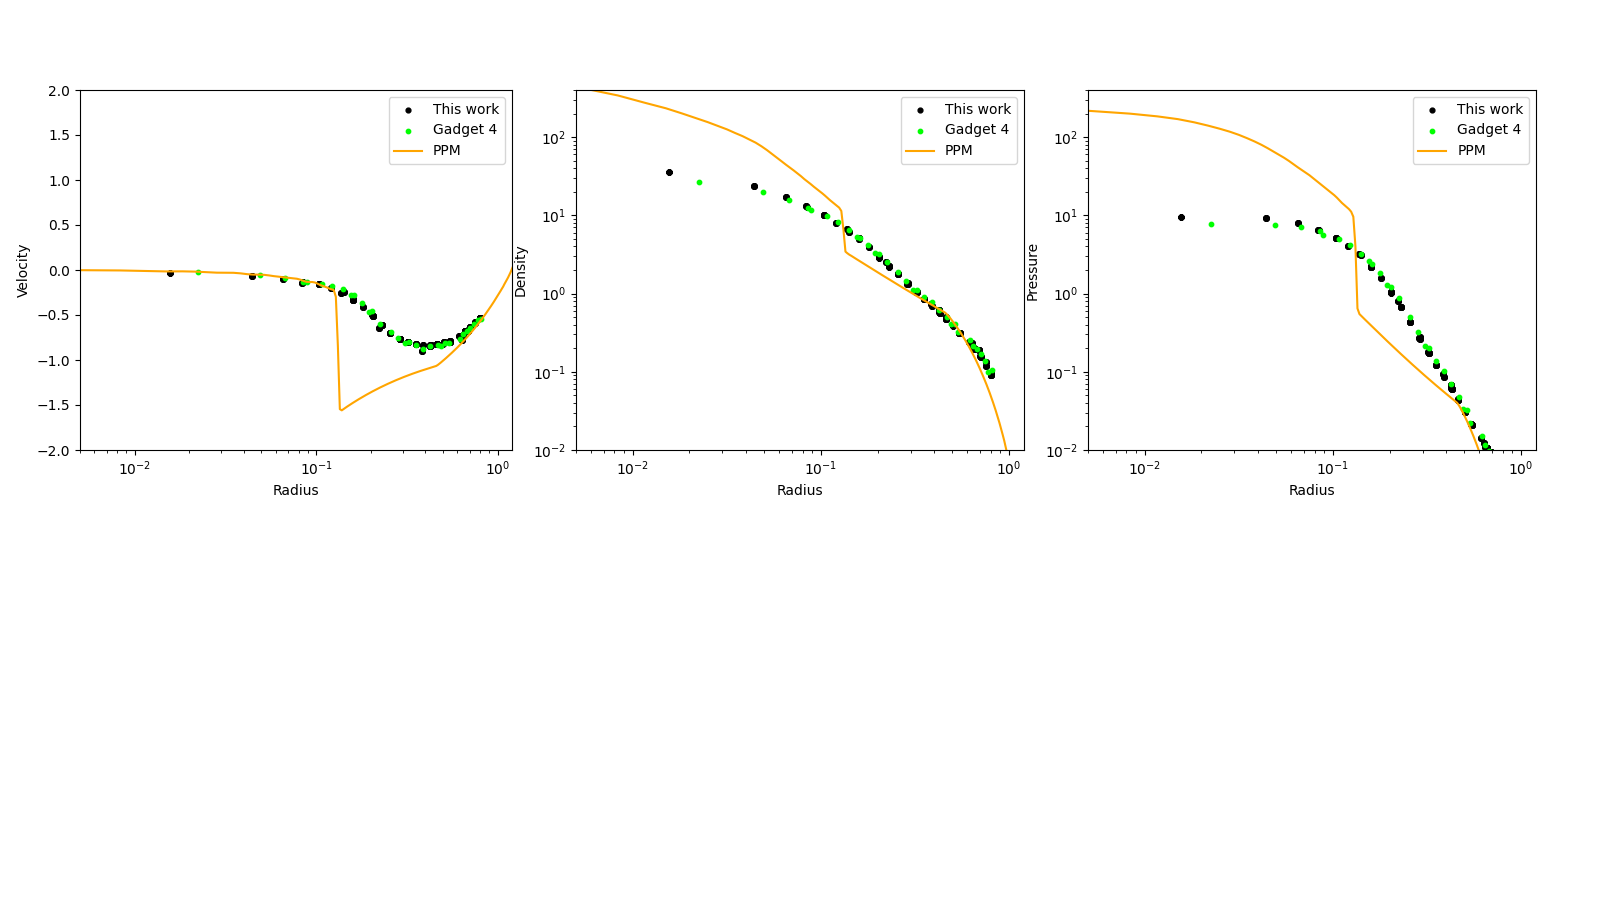 This work
Gadget 4
PPM
Velocity
2.0
1.5
1.0
0.5
0.0
−0.5
−1.0
−1.5
−2.0
10⁻²
10⁻¹
10⁰
Radius
This work
Gadget 4
PPM
Density
10²
10¹
10⁰
10⁻¹
10⁻²
10⁻²
10⁻¹
10⁰
Radius
This work
Gadget 4
PPM
Pressure
10²
10¹
10⁰
10⁻¹
10⁻²
10⁻²
10⁻¹
10⁰
Radius